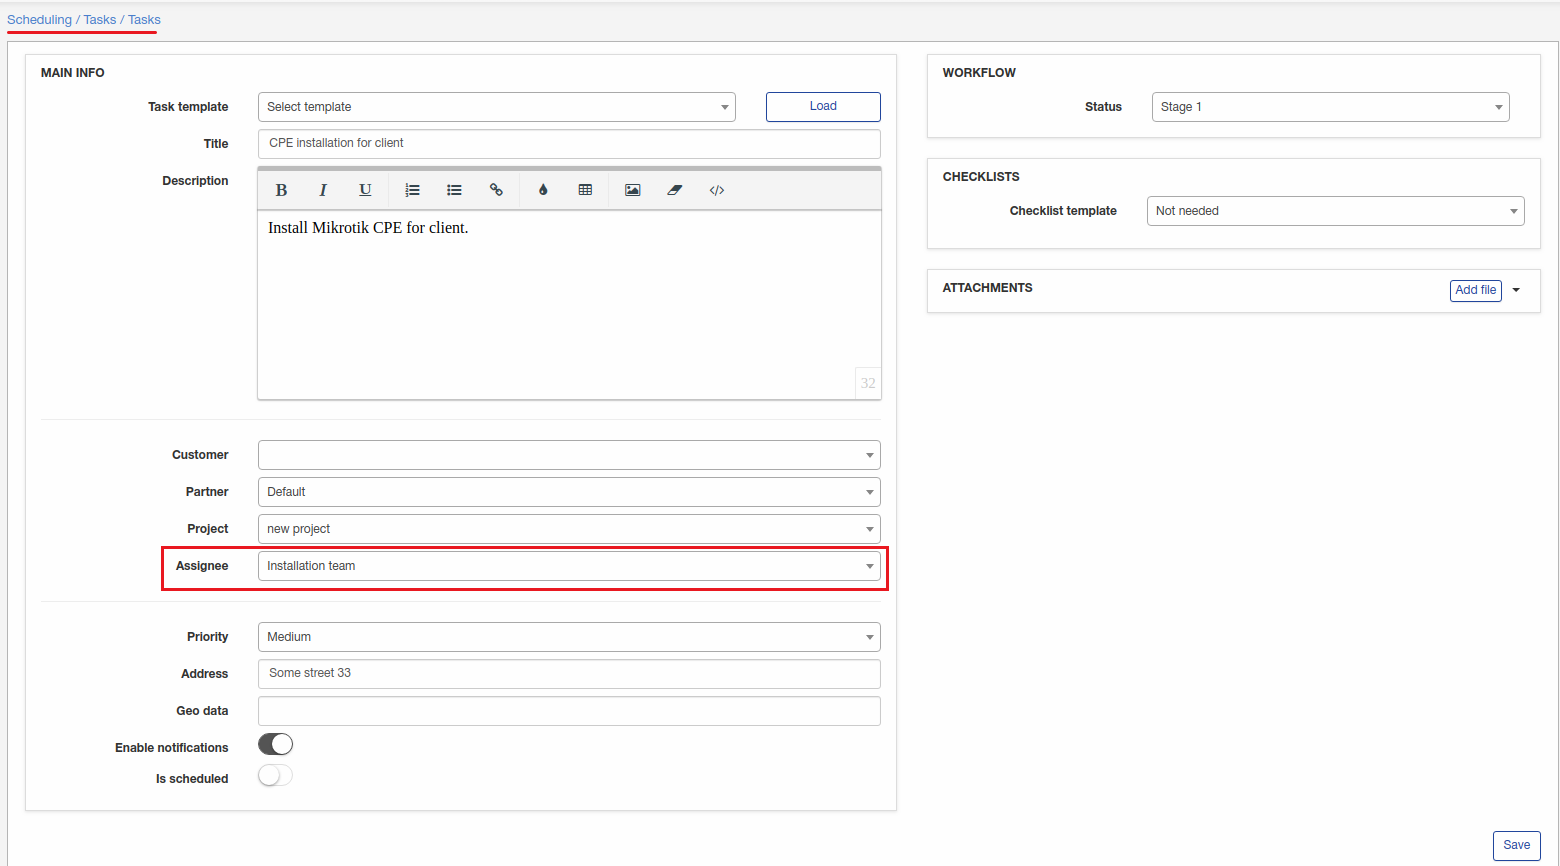 Scheduling / Tasks / Tasks
MAIN INFO
Task template Select template Load
Title CPE installation for client
Description
B I U
Install Mikrotik CPE for client.
32
Customer
Partner Default
Project new project
Assignee Installation team
Priority Medium
Address Some street 33
Geo data
Enable notifications
Is scheduled
WORKFLOW
Status Stage 1
CHECKLISTS
Checklist template Not needed
ATTACHMENTS Add file
Save